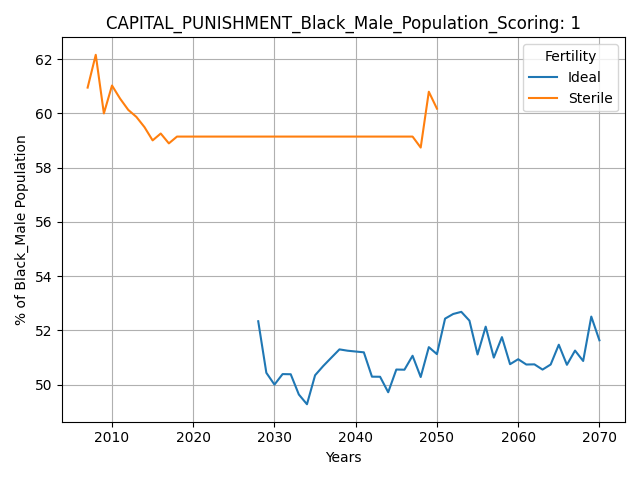 CAPITAL_PUNISHMENT_Black_Male_Population_Scoring: 1
Fertility
Ideal
Sterile
% of Black_Male Population
62
60
58
56
54
52
50
2010 2020 2030 2040 2050 2060 2070
Years